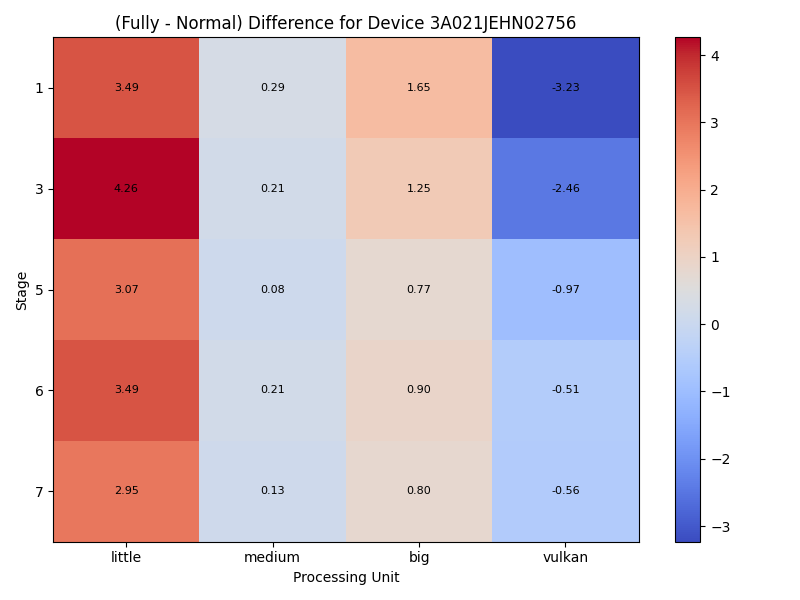 (Fully - Normal) Difference for Device 3A021JEHN02756
Stage
1 3.49 0.29 1.65 -3.23
3 4.26 0.21 1.25 -2.46
5 3.07 0.08 0.77 -0.97
6 3.49 0.21 0.90 -0.51
7 2.95 0.13 0.80 -0.56
little medium big vulkan
Processing Unit
4
3
2
1
0
−1
−2
−3